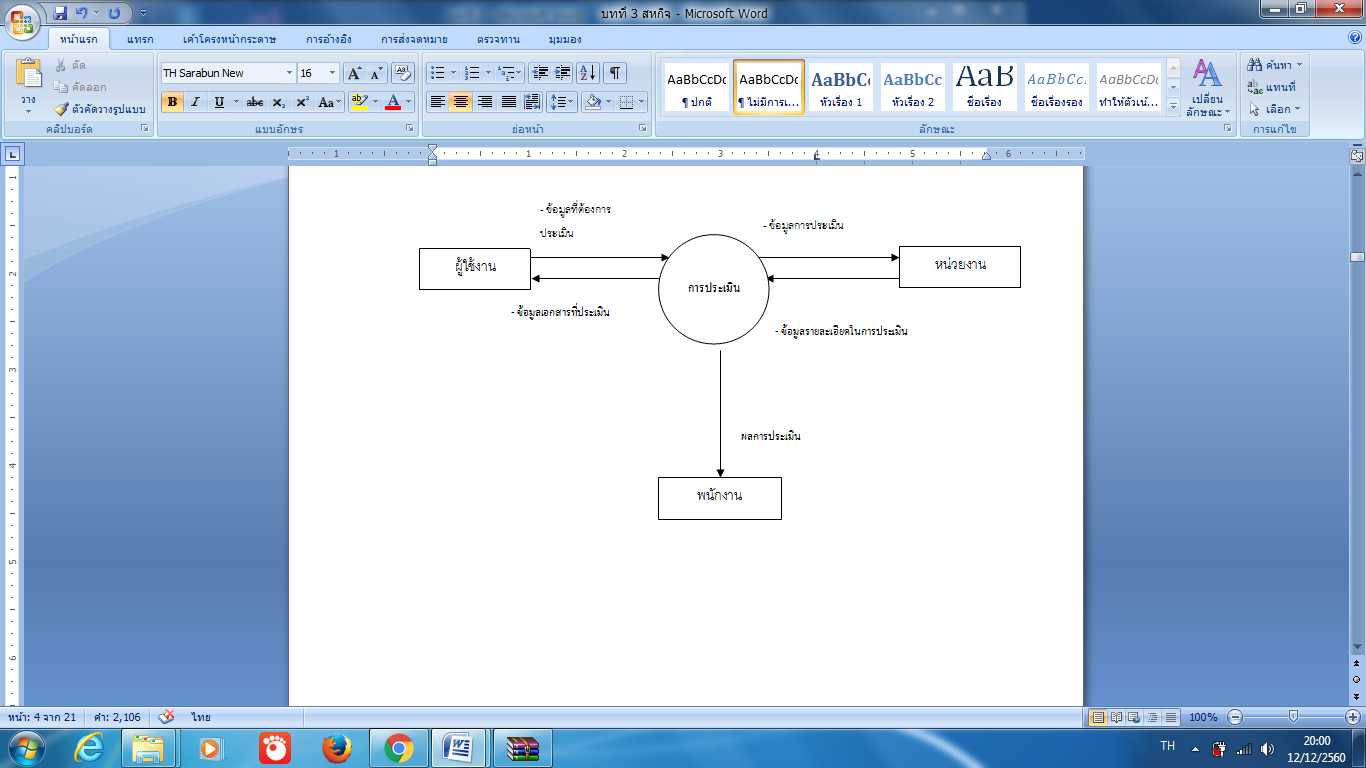 บทที่ 3 สหกิจ - Microsoft Word
หน้าแรก แทรก เค้าโครงหน้ากระดาษ การอ้างอิง การส่งจดหมาย ตรวจทาน มุมมอง
วาง
ตัด
คัดลอก
ตัวคัดวางรูปแบบ
คลิปบอร์ด
TH Sarabun New 16
แบบอักษร
ย่อหน้า
AaBbCcDc AaBbCcDc AaBbCc AaBbCc AaB AaBbCc. AaBbCcDc
¶ ปกติ ¶ ไม่มีการเ... หัวเรื่อง 1 หัวเรื่อง 2 ชื่อเรื่อง ชื่อเรื่องรอง ทำให้ตัวเน้...
ลักษณะ
เปลี่ยน
ลักษณะ
ค้นหา
แทนที่
เลือก
การแก้ไข
1 1 2 3 4 5 6
1
2
3
4
5
6
- ข้อมูลที่ต้องการ
ประเมิน
- ข้อมูลการประเมิน
ผู้ใช้งาน
การประเมิน
หน่วยงาน
- ข้อมูลเอกสารที่ประเมิน
- ข้อมูลรายละเอียดในการประเมิน
ผลการประเมิน
พนักงาน
หน้า: 4 จาก 21 คำ: 2,106 ไทย 100%
TH 20:00
12/12/2560